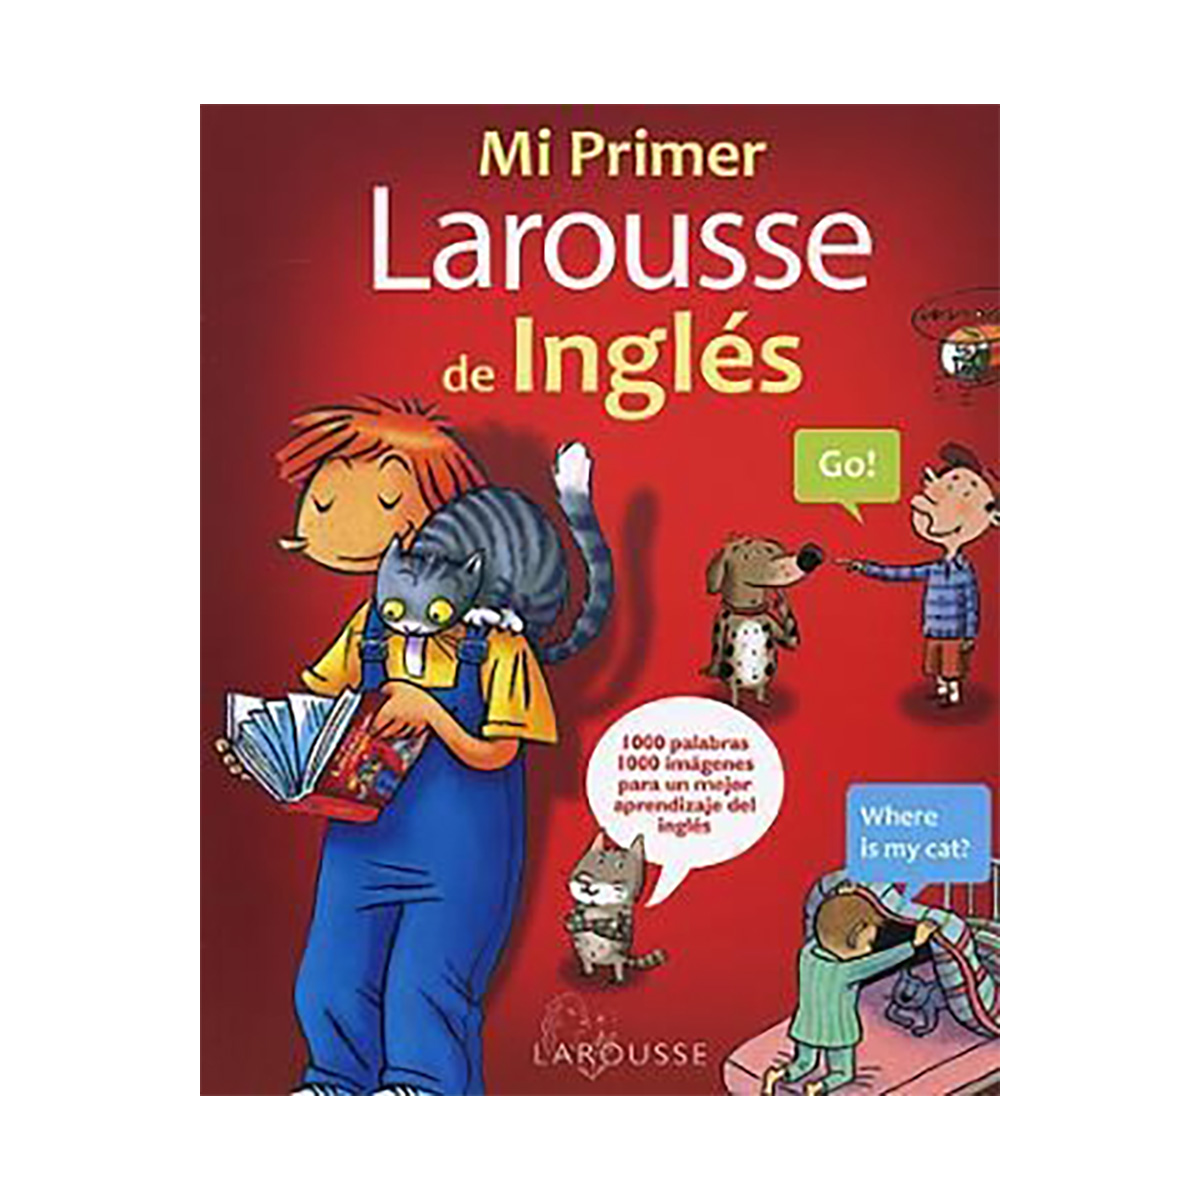 Mi Primer
Larousse
de Inglés
Go!
1000 palabras
1000 imágenes
para un mejor
aprendizaje del
inglés
Where
is my cat?
LAROUSSE